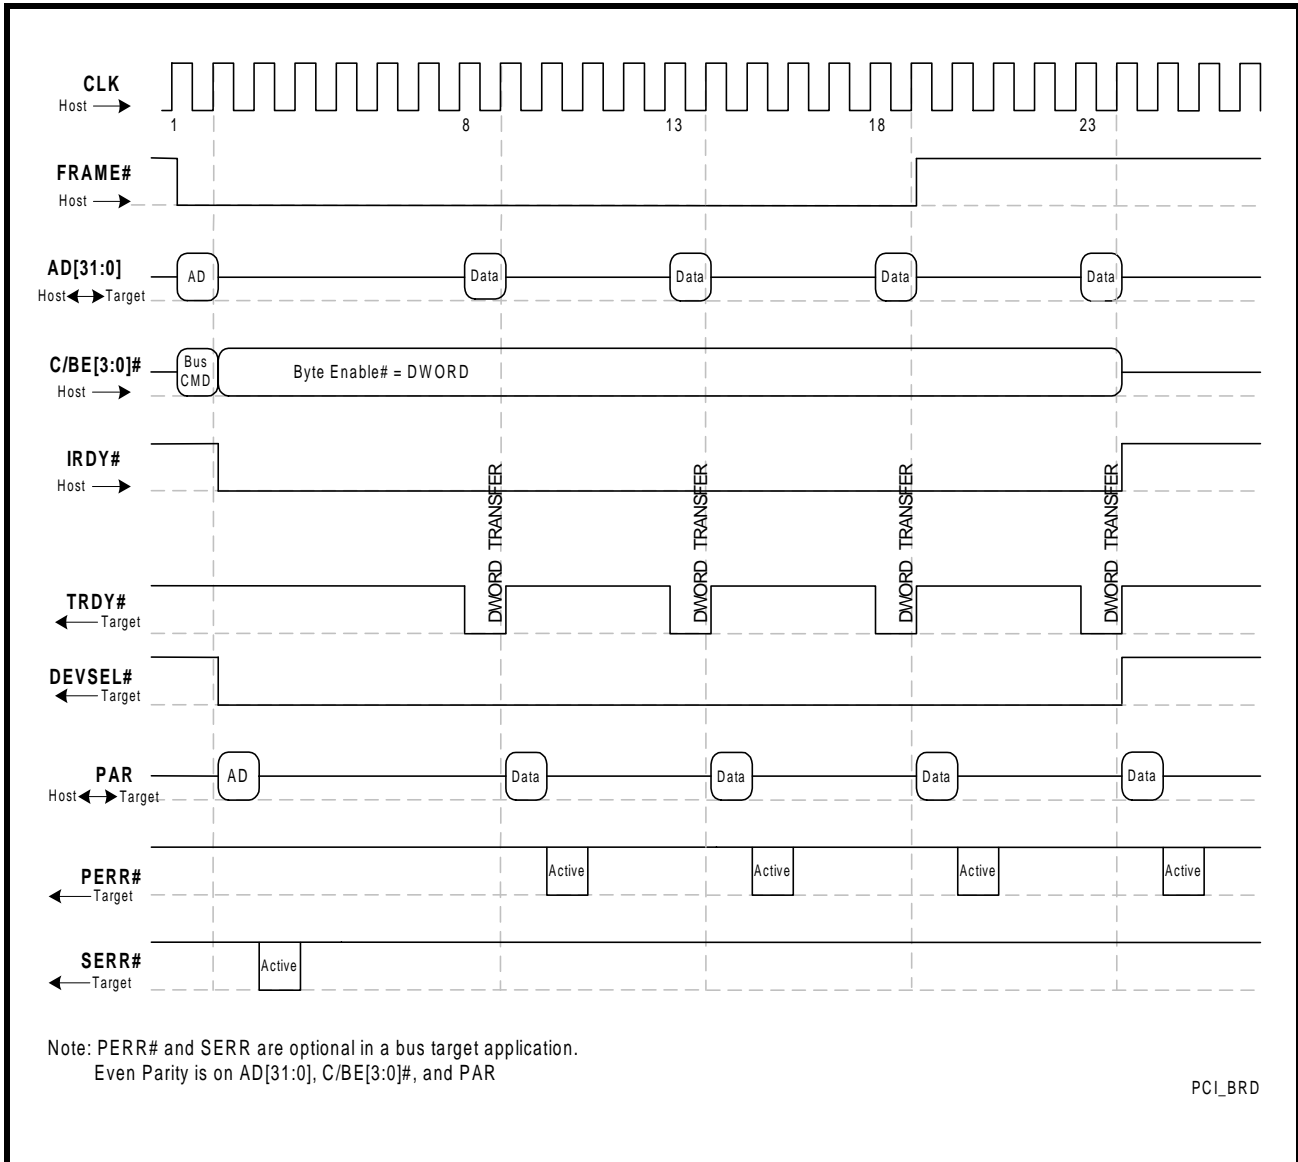 CLK
Host
1 8 13 18 23
FRAME#
Host
AD[31:0]
Host Target
AD Data Data Data Data
C/BE[3:0]#
Host
Bus
CMD
Byte Enable# = DWORD
IRDY#
Host
DWORD TRANSFER
DWORD TRANSFER
DWORD TRANSFER
DWORD TRANSFER
TRDY#
Target
DEVSEL#
Target
PAR
Host Target
AD Data Data Data Data
PERR#
Target
Active Active Active Active
SERR#
Target
Active
Note: PERR# and SERR are optional in a bus target application.
Even Parity is on AD[31:0], C/BE[3:0]#, and PAR
PCI_BRD